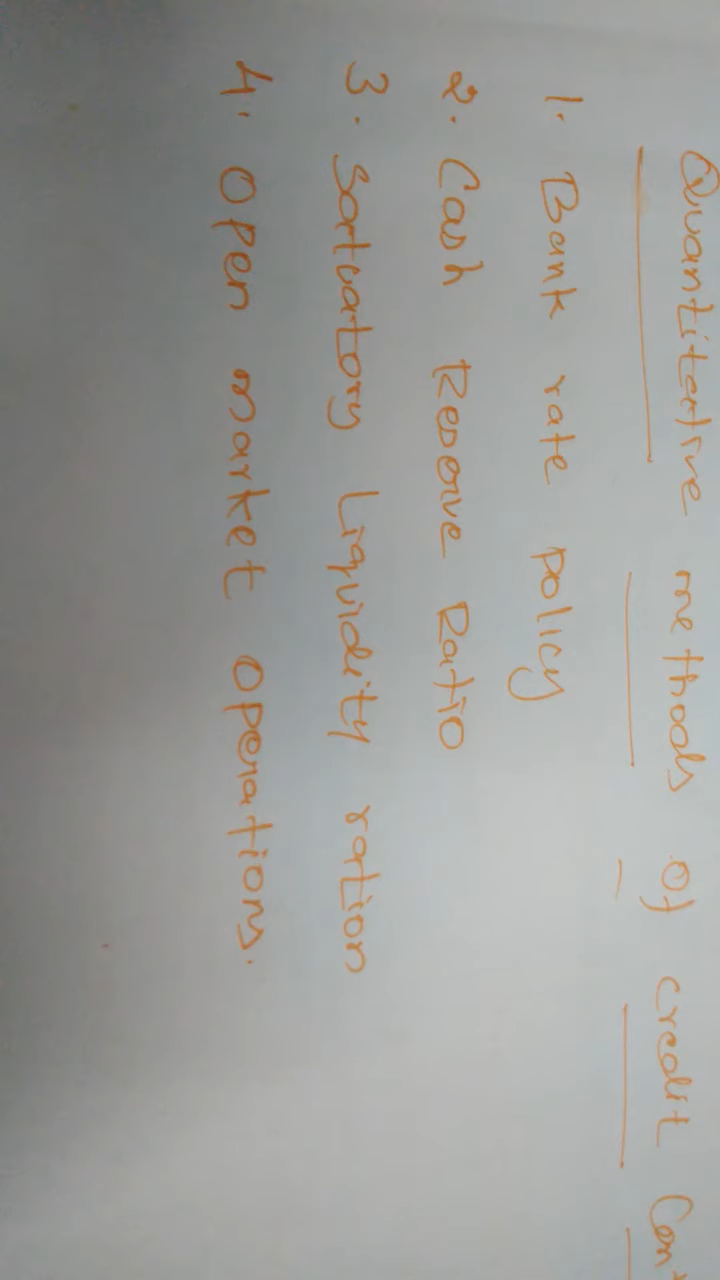 Quantitative methods of credit Con
1. Bank rate policy
2. Cash Reserve Ratio
3. Sartuatory Liquidity ration
4. Open market operations.